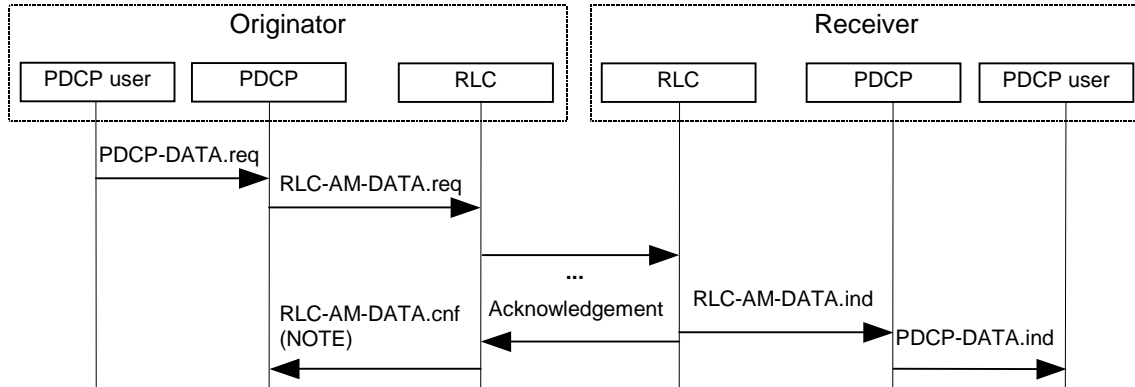 Originator
Receiver
PDCP user
PDCP
RLC
RLC
PDCP
PDCP user
PDCP-DATA.req
RLC-AM-DATA.req
...
RLC-AM-DATA.cnf
(NOTE)
Acknowledgement
RLC-AM-DATA.ind
PDCP-DATA.ind